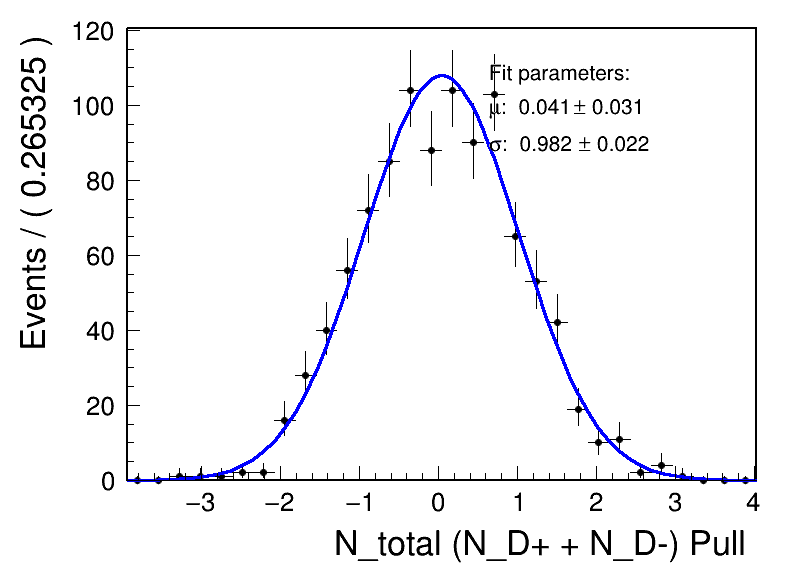 Events / ( 0.265325 )
120
100
80
60
40
20
0
Fit parameters:
μ: 0.041 ± 0.031
σ: 0.982 ± 0.022
−3 −2 −1 0 1 2 3 4
N_total (N_D+ + N_D-) Pull